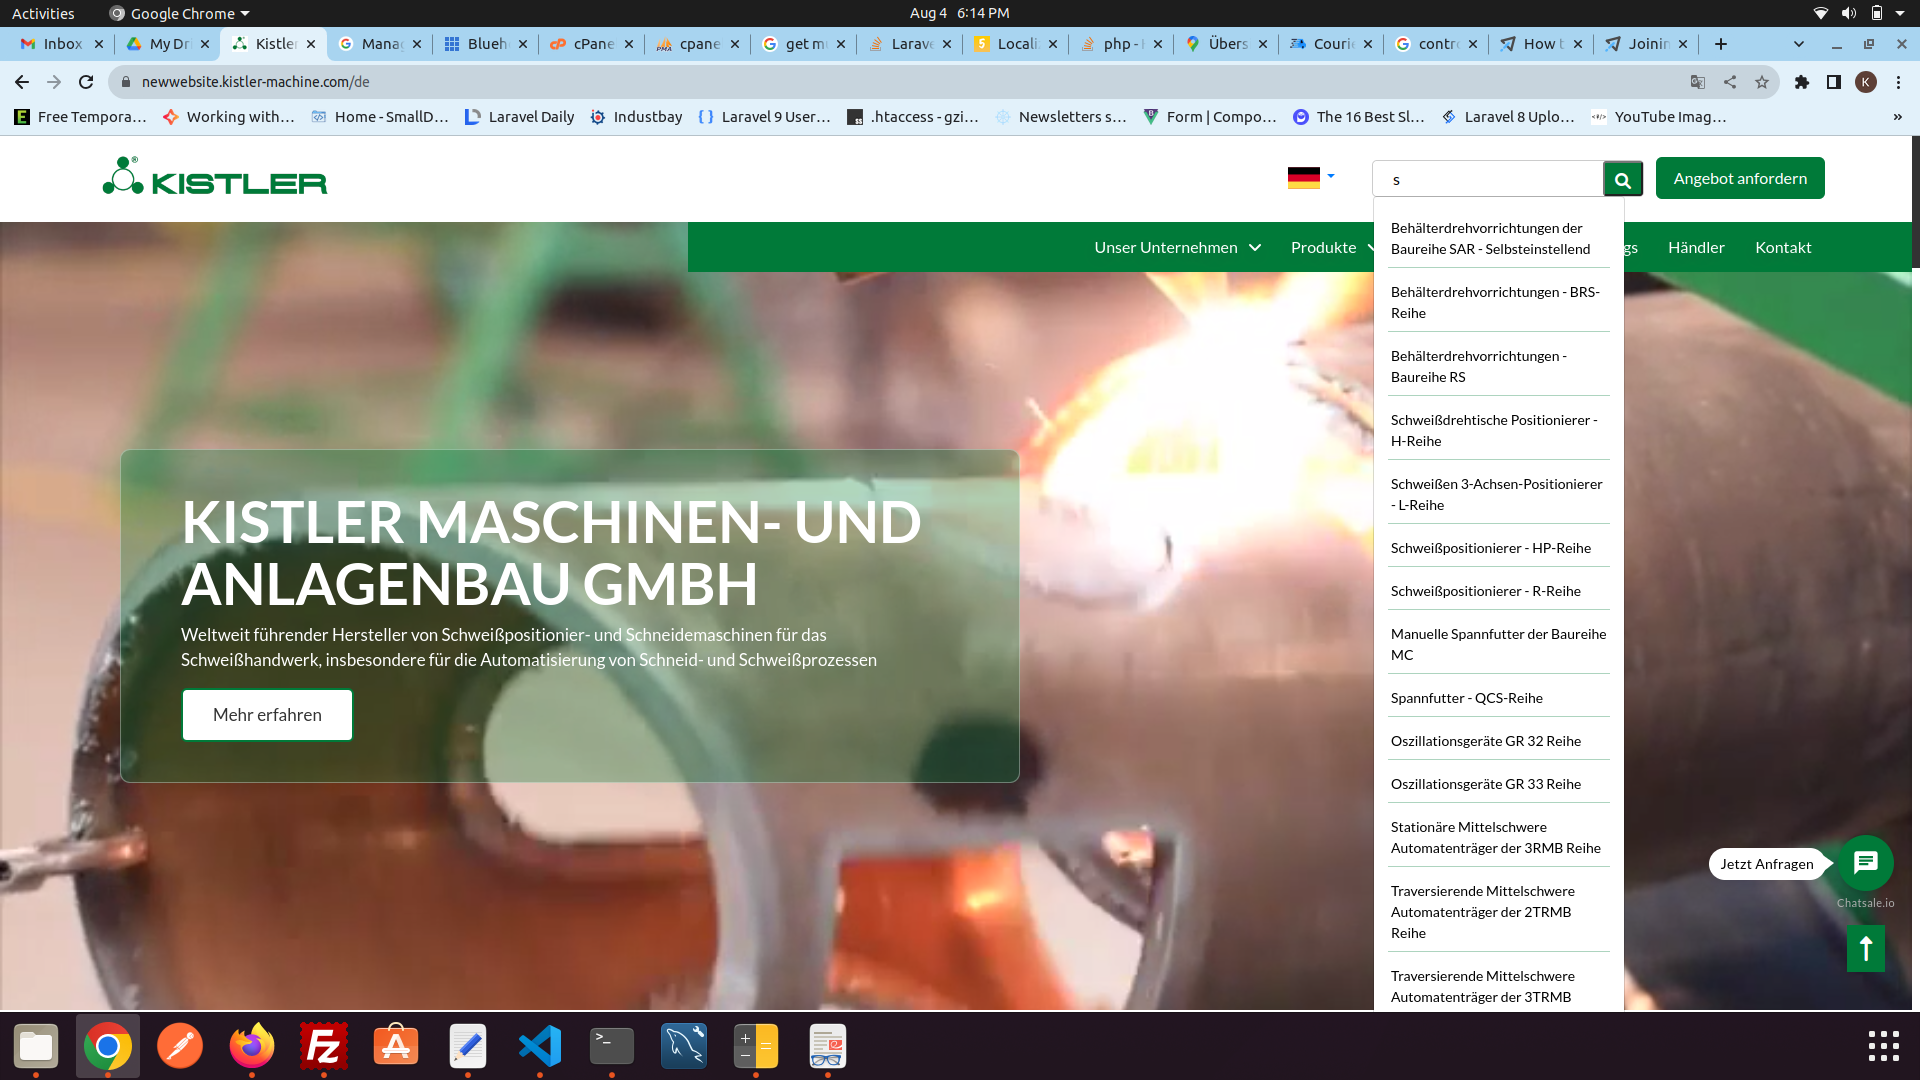 Activities
Google Chrome
Aug 4 6:14 PM
Inbox
My Dri
Kistler
Manag
Blueh
cPane
cpane
get m
Larave
Locali
php -
Übers
Courie
contro
How t
Joinin
newwebsite.kistler-machine.com/de
K
Free Tempora…
Working with…
Home - SmallD…
Laravel Daily
Industbay
Laravel 9 User…
.htaccess - gzi…
Newsletters s…
Form | Compo…
The 16 Best Sl…
Laravel 8 Uplo…
YouTube Imag…
»
KISTLER®
s
Angebot anfordern
Unser Unternehmen
Produkte
gs
Händler
Kontakt
Behälterdrehvorrichtungen der
Baureihe SAR - Selbsteinstellend
Behälterdrehvorrichtungen - BRS-
Reihe
Behälterdrehvorrichtungen -
Baureihe RS
Schweißdrehtische Positionierer -
H-Reihe
Schweißen 3-Achsen-Positionierer
- L-Reihe
Schweißpositionierer - HP-Reihe
Schweißpositionierer - R-Reihe
Manuelle Spannfutter der Baureihe
MC
Spannfutter - QCS-Reihe
Oszillationsgeräte GR 32 Reihe
Oszillationsgeräte GR 33 Reihe
Stationäre Mittelschwere
Automatenträger der 3RMB Reihe
Traversierende Mittelschwere
Automatenträger der 2TRMB
Reihe
Traversierende Mittelschwere
Automatenträger der 3TRMB
KISTLER MASCHINEN- UND
ANLAGENBAU GMBH
Weltweit führender Hersteller von Schweißpositionier- und Schneidemaschinen für das
Schweißhandwerk, insbesondere für die Automatisierung von Schneid- und Schweißprozessen
Mehr erfahren
Jetzt Anfragen
Chatsale.io